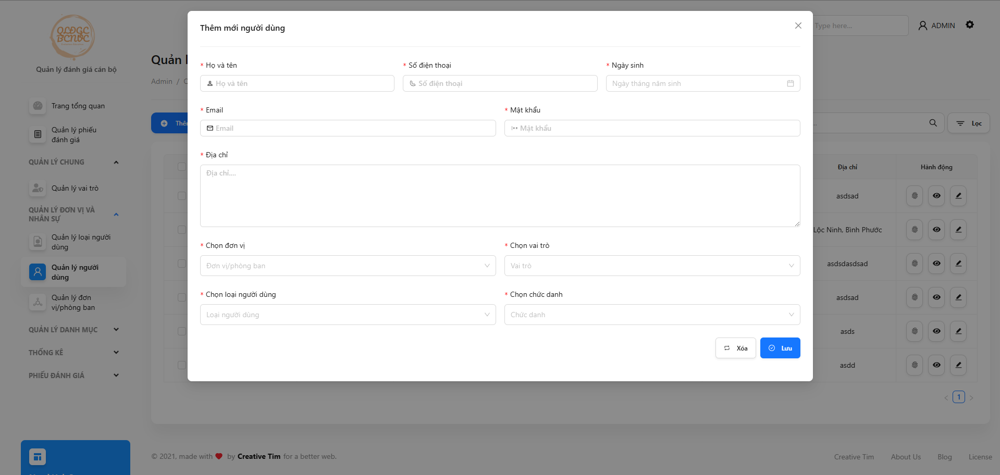 QLĐGC
BCNVC
Quản lý đánh giá cán bộ
Trang tổng quan
Quản lý phiếu
đánh giá
QUẢN LÝ CHUNG
Quản lý vai trò
QUẢN LÝ ĐƠN VỊ VÀ
NHÂN SỰ
Quản lý loại người
dùng
Quản lý người
dùng
Quản lý đơn
vị/phòng ban
QUẢN LÝ DANH MỤC
THỐNG KÊ
PHIẾU ĐÁNH GIÁ
Type here...
ADMIN
Quản
Admin /
Lọc
Thêm mới người dùng
* Họ và tên
Họ và tên
* Số điện thoại
Số điện thoại
* Ngày sinh
Ngày tháng năm sinh
* Email
Email
* Mật khẩu
Mật khẩu
* Địa chỉ
Địa chỉ....
* Chọn đơn vị
Đơn vị/phòng ban
* Chọn vai trò
Vai trò
* Chọn loại người dùng
Loại người dùng
* Chọn chức danh
Chức danh
Xóa
Lưu
Địa chỉ
Hành động
asdsad
Lộc Ninh, Bình Phước
asdsdasdsad
asdsad
asds
asdd
1
© 2021, made with ❤ by Creative Tim for a better web.
Creative Tim
About Us
Blog
License